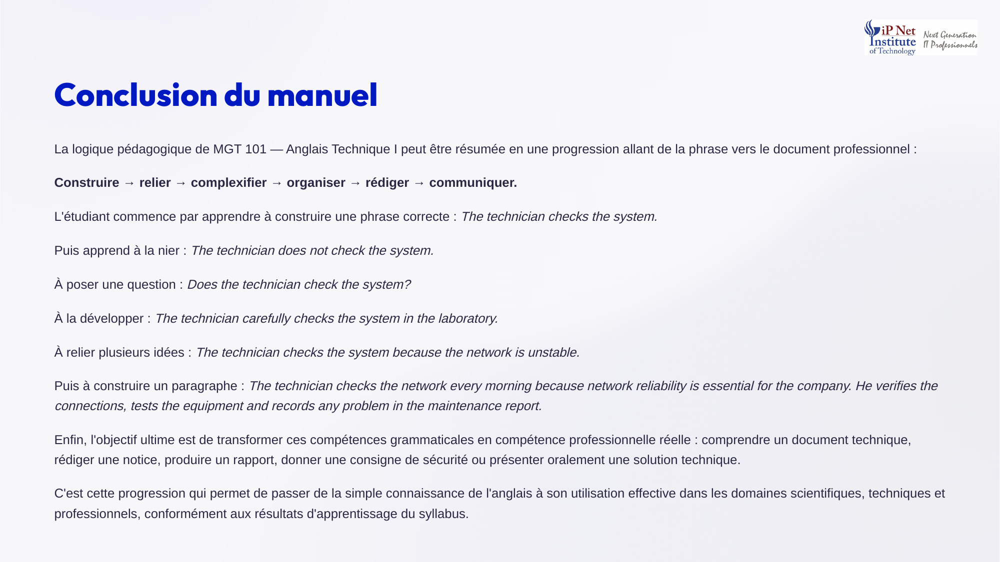 iP Net
Institute
of Technology
Next Generation
IT Professionnels
Conclusion du manuel
La logique pédagogique de MGT 101 — Anglais Technique I peut être résumée en une progression allant de la phrase vers le document professionnel :
Construire → relier → complexifier → organiser → rédiger → communiquer.
L'étudiant commence par apprendre à construire une phrase correcte : The technician checks the system.
Puis apprend à la nier : The technician does not check the system.
À poser une question : Does the technician check the system?
À la développer : The technician carefully checks the system in the laboratory.
À relier plusieurs idées : The technician checks the system because the network is unstable.
Puis à construire un paragraphe : The technician checks the network every morning because network reliability is essential for the company. He verifies the
connections, tests the equipment and records any problem in the maintenance report.
Enfin, l'objectif ultime est de transformer ces compétences grammaticales en compétence professionnelle réelle : comprendre un document technique,
rédiger une notice, produire un rapport, donner une consigne de sécurité ou présenter oralement une solution technique.
C'est cette progression qui permet de passer de la simple connaissance de l'anglais à son utilisation effective dans les domaines scientifiques, techniques et
professionnels, conformément aux résultats d'apprentissage du syllabus.